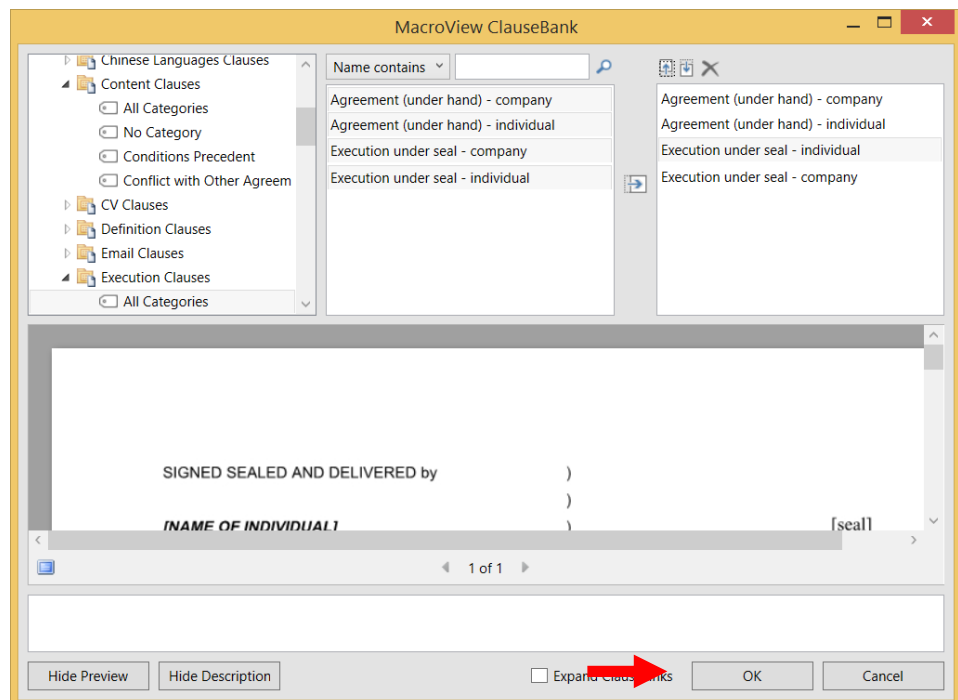 MacroView ClauseBank
Chinese Languages Clauses
Content Clauses
All Categories
No Category
Conditions Precedent
Conflict with Other Agreem
CV Clauses
Definition Clauses
Email Clauses
Execution Clauses
All Categories
Name contains
Agreement (under hand) - company
Agreement (under hand) - individual
Execution under seal - company
Execution under seal - individual
Agreement (under hand) - company
Agreement (under hand) - individual
Execution under seal - individual
Execution under seal - company
SIGNED SEALED AND DELIVERED by )
)
[NAME OF INDIVIDUAL] ) [seal]
1 of 1
Hide Preview Hide Description Expand OK Cancel